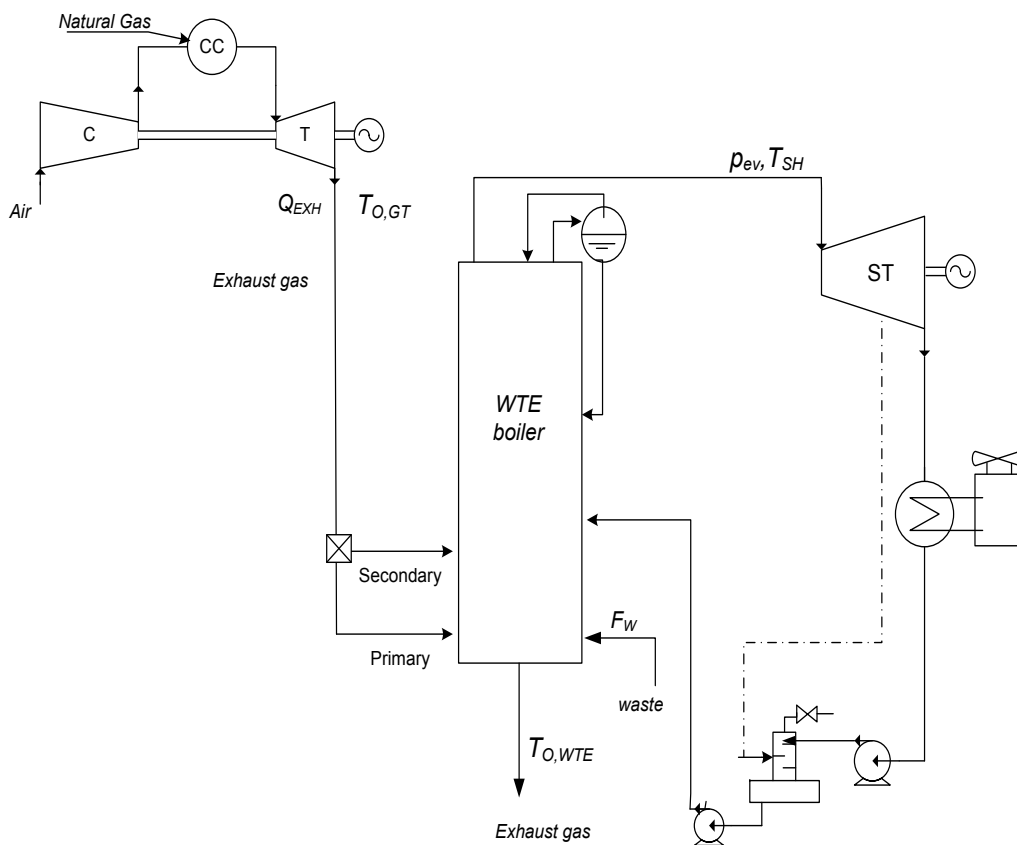 Natural Gas
CC
C
T
Air
Q_EXH
T_O,GT
p_ev, T_SH
Exhaust gas
ST
WTE
boiler
Secondary
Primary
F_W
waste
T_O,WTE
Exhaust gas